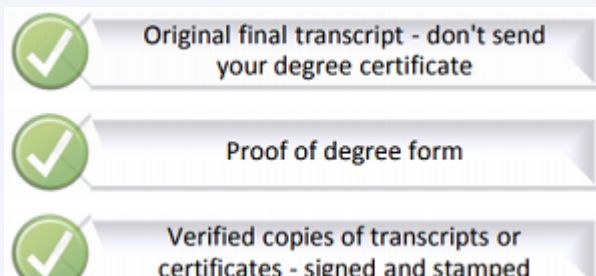 Original final transcript - don't send
your degree certificate
Proof of degree form
Verified copies of transcripts or
certificates - signed and stamped